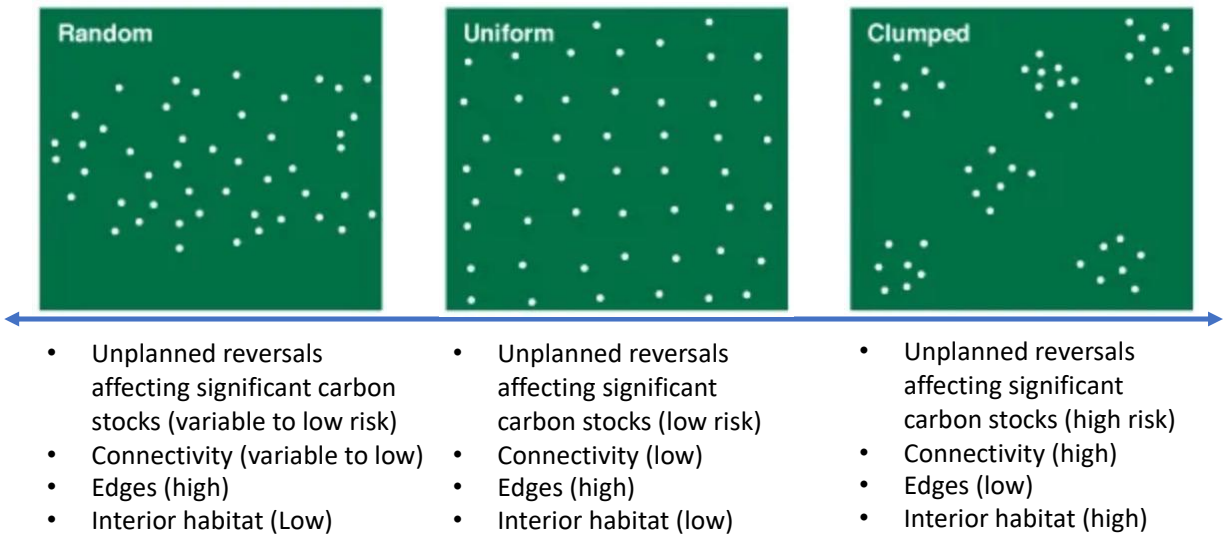 Random
Uniform
Clumped
• Unplanned reversals
affecting significant carbon
stocks (variable to low risk)
• Connectivity (variable to low)
• Edges (high)
• Interior habitat (Low)
• Unplanned reversals
affecting significant
carbon stocks (low risk)
• Connectivity (low)
• Edges (high)
• Interior habitat (low)
• Unplanned reversals
affecting significant
carbon stocks (high risk)
• Connectivity (high)
• Edges (low)
• Interior habitat (high)